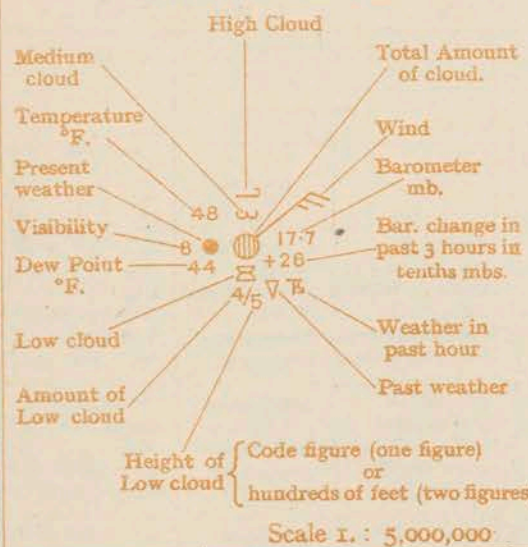 High Cloud
Medium
cloud
Total Amount
of cloud.
Temperature
°F.
Wind
Present
weather
Barometer
mb.
48
Visibility
8
17·7
Bar. change in
past 3 hours in
tenths mbs.
Dew Point
°F.
44
+26
4/5
Low cloud
Weather in
past hour
Amount of
Low cloud
Past weather
Height of
Low cloud
Code figure (one figure)
or
hundreds of feet (two figures
Scale 1. : 5,000,000